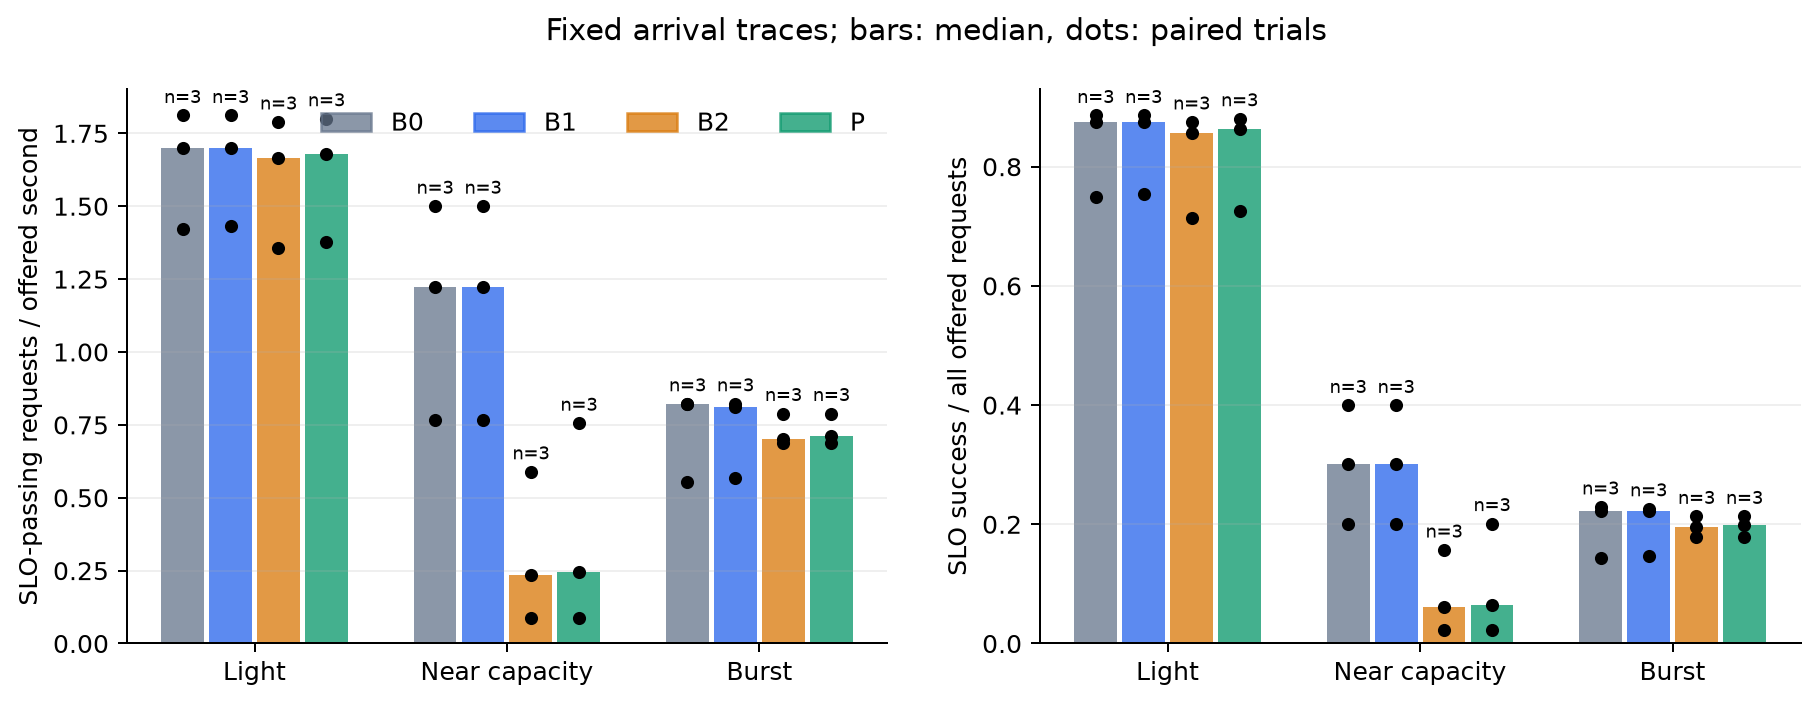 Fixed arrival traces; bars: median, dots: paired trials
SLO-passing requests / offered second
1.75
1.50
1.25
1.00
0.75
0.50
0.25
0.00
n=3 n=3 n=3 n=3
B0 B1 B2 P
n=3 n=3 n=3 n=3
n=3 n=3 n=3 n=3
Light Near capacity Burst
SLO success / all offered requests
0.8
0.6
0.4
0.2
0.0
n=3 n=3 n=3 n=3
n=3 n=3 n=3 n=3
n=3 n=3 n=3 n=3
Light Near capacity Burst